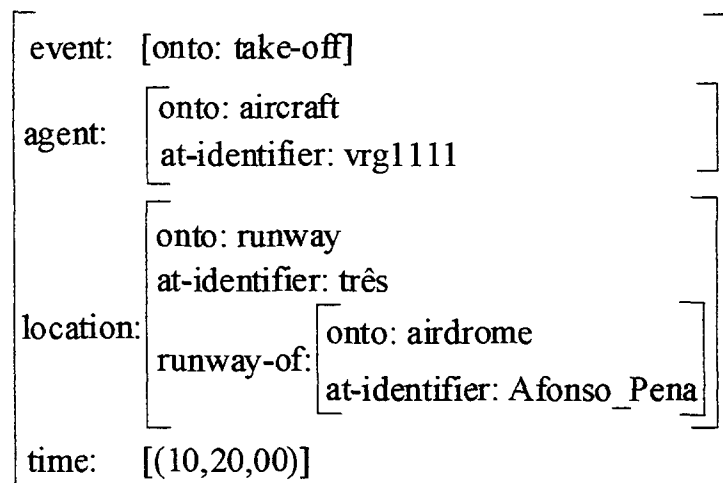 event: [onto: take-off]
agent: [onto: aircraft
at-identifier: vrg1111]
location: [onto: runway
at-identifier: três
runway-of: [onto: airdrome
at-identifier: Afonso_Pena]]
time: [(10,20,00)]